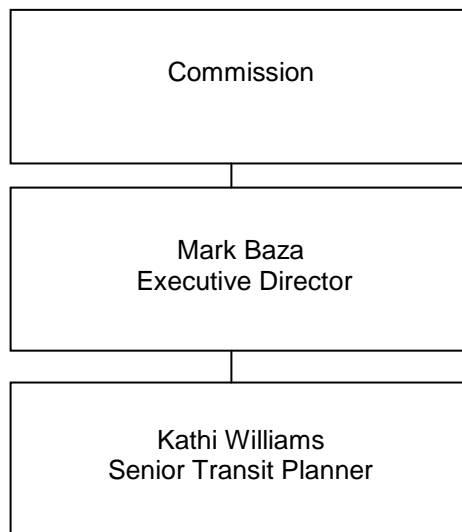 Commission
Mark Baza
Executive Director
Kathi Williams
Senior Transit Planner